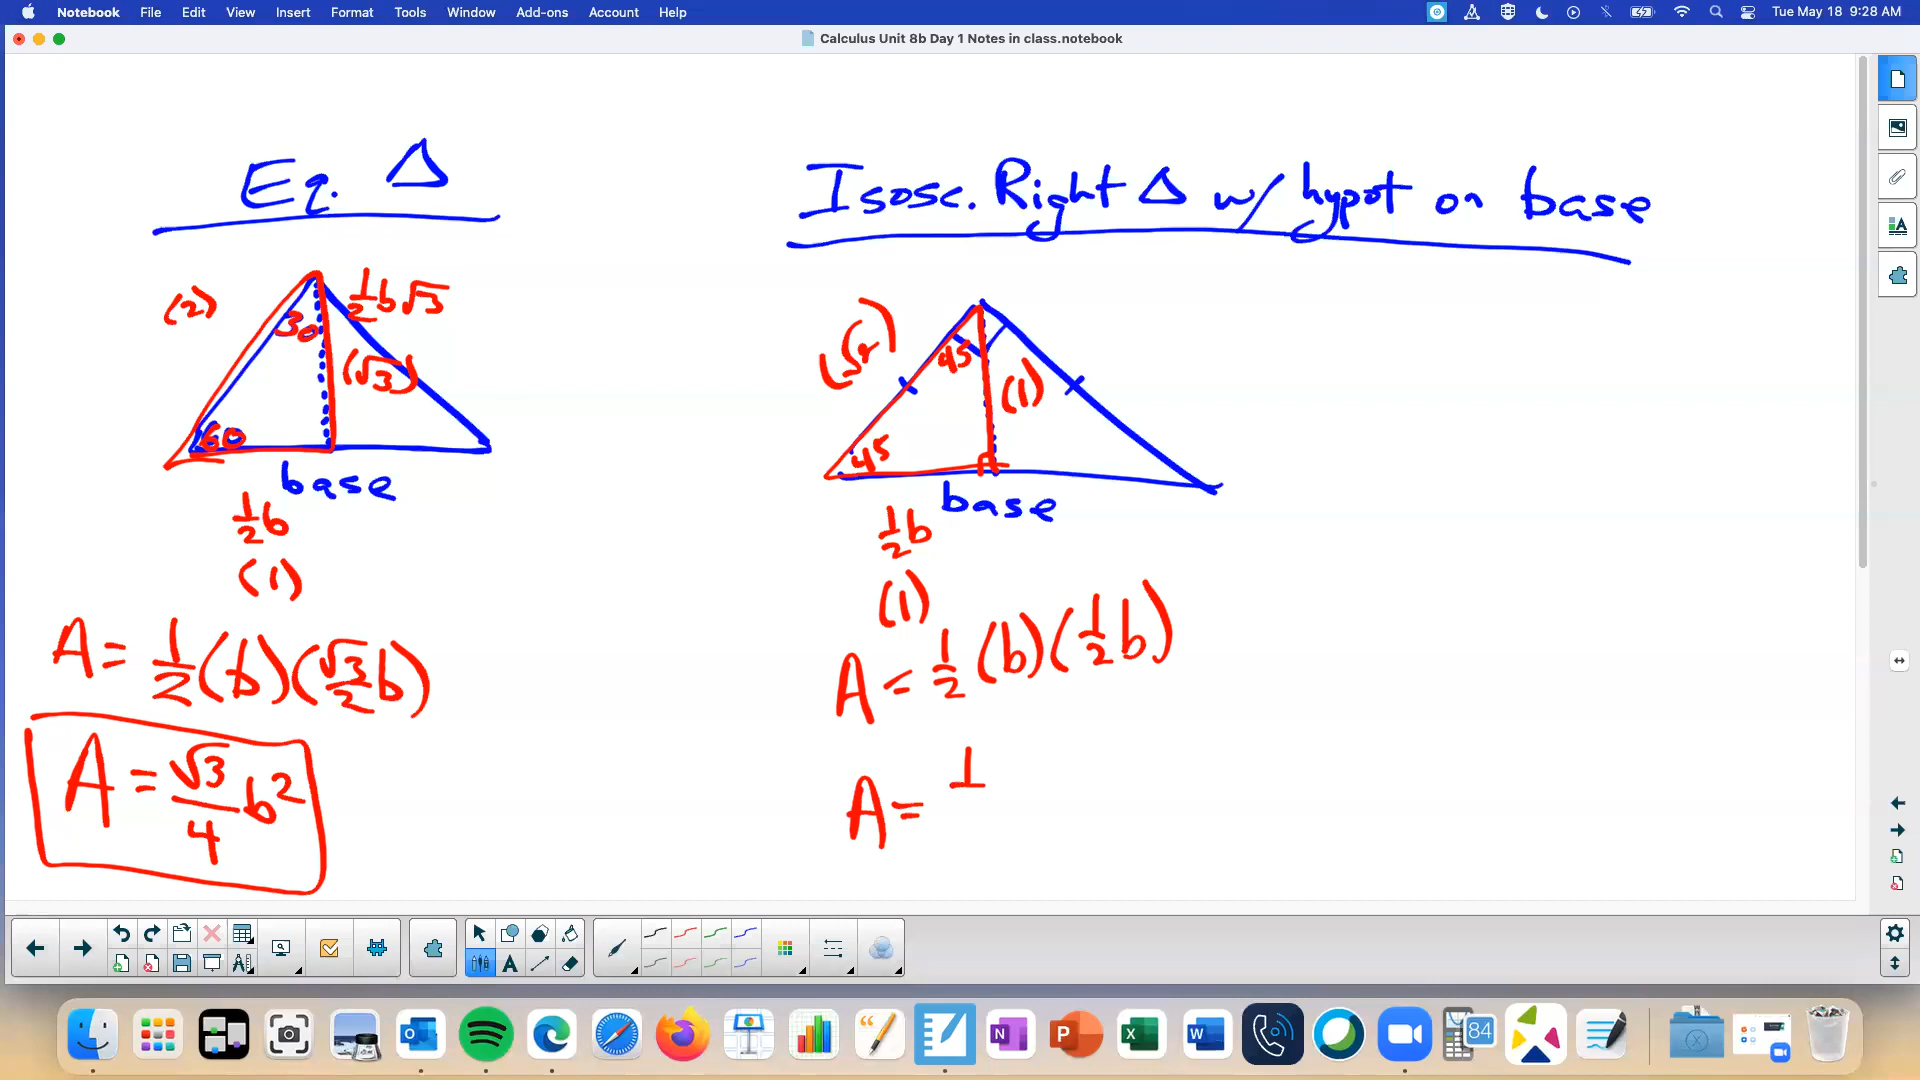 Notebook File Edit View Insert Format Tools Window Add-ons Account Help Tue May 18 9:28 AM
Calculus Unit 8b Day 1 Notes in class.notebook
Eq. Δ
(2)
30
½b√3
(√3)
60
base
½b
(1)
A = ½(b)(√3/2 b)
A = √3/4 b²
Isosc. Right Δ w/ hypot on base
45
(1)
45
base
½b
(1)
A = ½(b)(½b)
A = 1
A
N
P
X
W
84